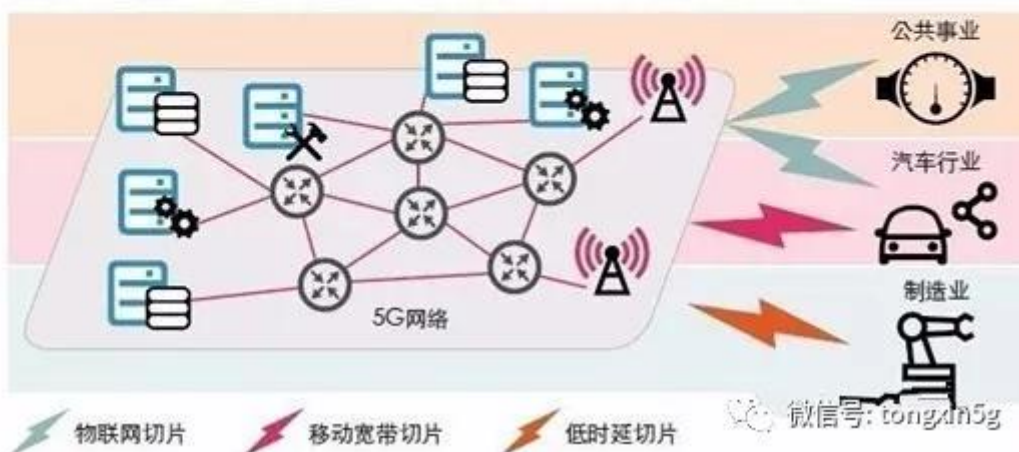 公共事业
汽车行业
制造业
5G网络
微信号: tongxin5g
物联网切片
移动宽带切片
低时延切片